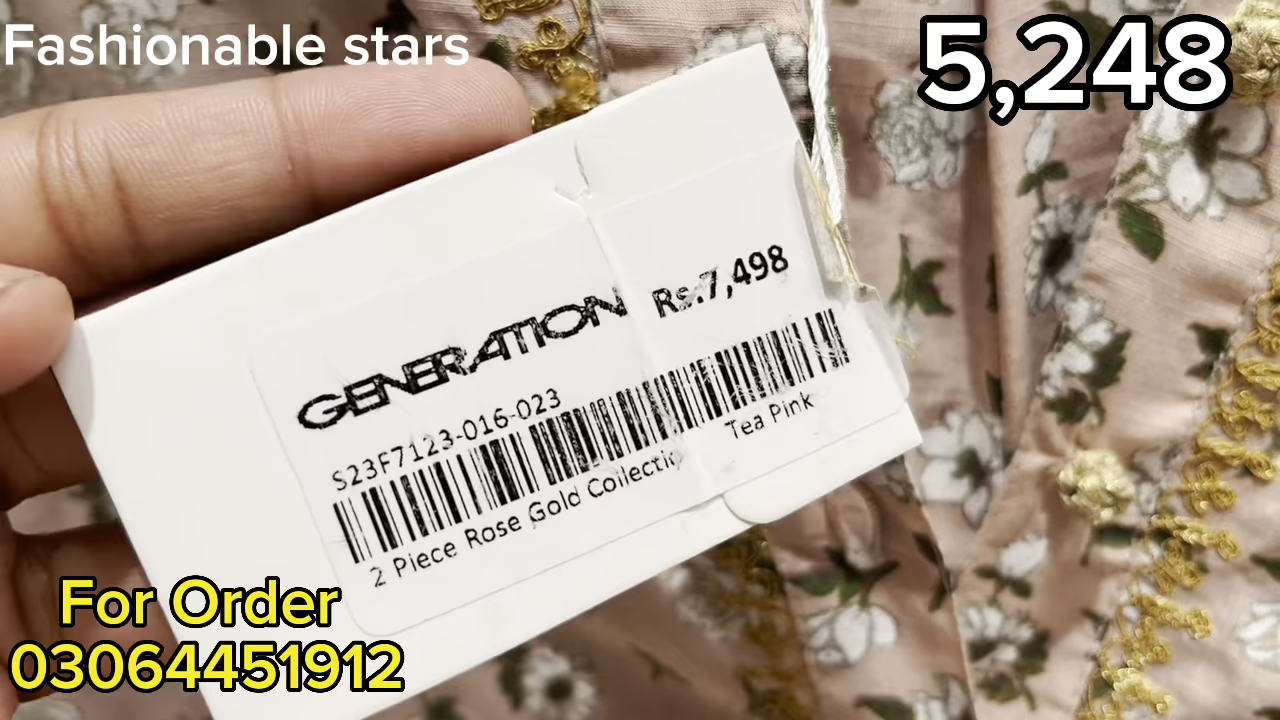 Fashionable stars
5,248
GENERATION
Rs.7,498
S23F7123-016-023
2 Piece Rose Gold Collectio
Tea Pink
For Order
03064451912